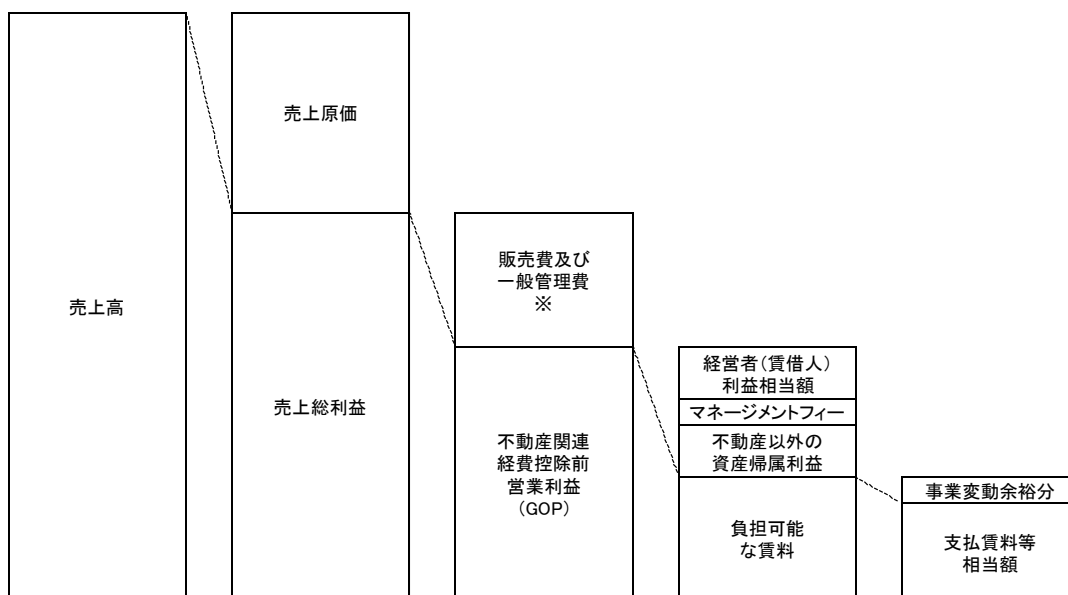 売上高
売上原価
売上総利益
販売費及び
一般管理費
※
不動産関連
経費控除前
営業利益
(GOP)
経営者(賃借人)
利益相当額
マネージメントフィー
不動産以外の
資産帰属利益
負担可能
な賃料
事業変動余裕分
支払賃料等
相当額